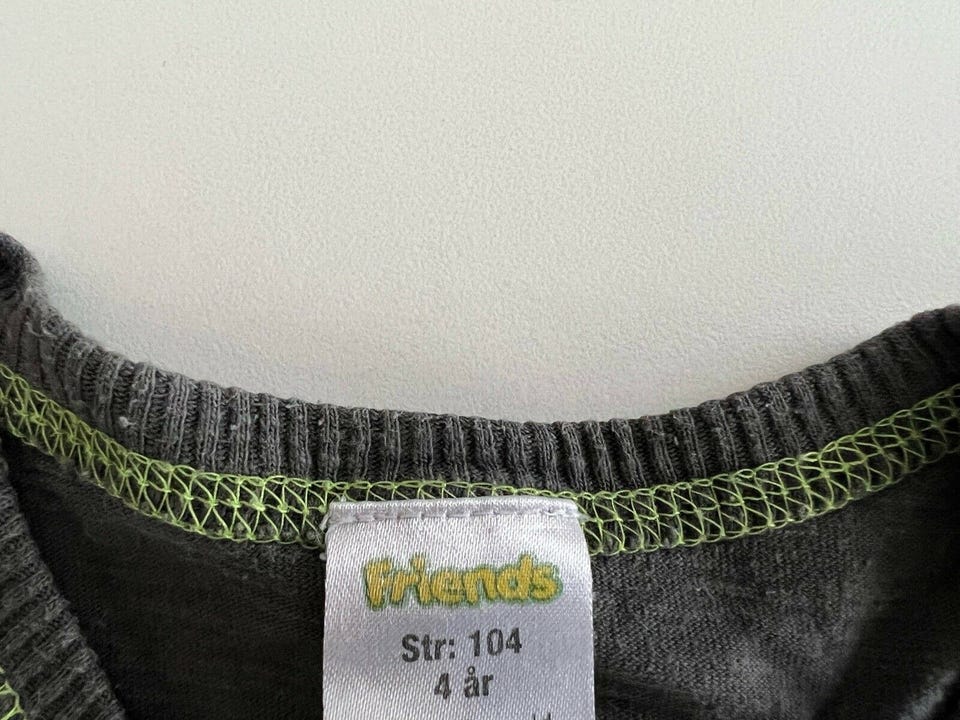 Friends
Str: 104
4 år